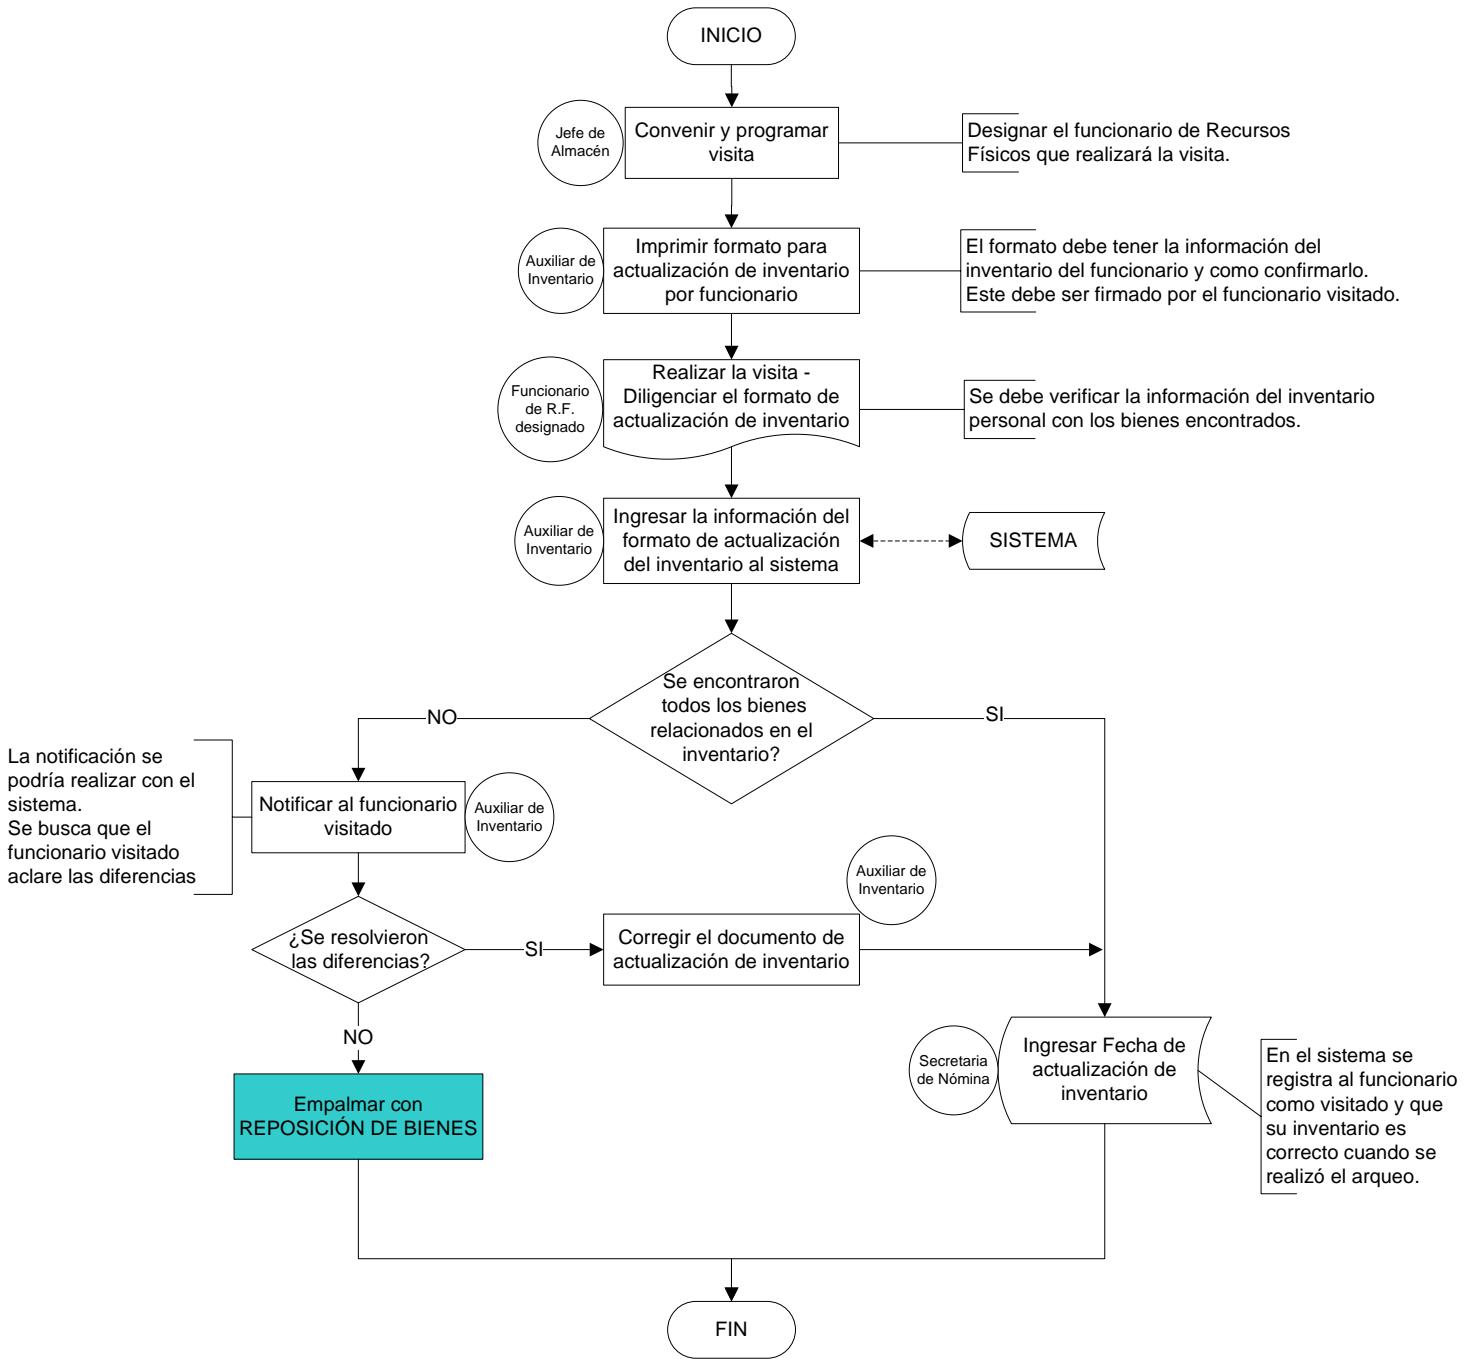 INICIO
Jefe de
Almacén
Convenir y programar
visita
Designar el funcionario de Recursos
Físicos que realizará la visita.
Auxiliar de
Inventario
Imprimir formato para
actualización de inventario
por funcionario
El formato debe tener la información del
inventario del funcionario y como confirmarlo.
Este debe ser firmado por el funcionario visitado.
Funcionario
de R.F.
designado
Realizar la visita -
Diligenciar el formato de
actualización de inventario
Se debe verificar la información del inventario
personal con los bienes encontrados.
Auxiliar de
Inventario
Ingresar la información del
formato de actualización
del inventario al sistema
SISTEMA
Se encontraron
todos los bienes
relacionados en el
inventario?
NO
SI
La notificación se
podría realizar con el
sistema.
Se busca que el
funcionario visitado
aclare las diferencias
Notificar al funcionario
visitado
Auxiliar de
Inventario
Auxiliar de
Inventario
¿Se resolvieron
las diferencias?
SI
Corregir el documento de
actualización de inventario
NO
Empalmar con
REPOSICIÓN DE BIENES
Secretaria
de Nómina
Ingresar Fecha de
actualización de
inventario
En el sistema se
registra al funcionario
como visitado y que
su inventario es
correcto cuando se
realizó el arqueo.
FIN